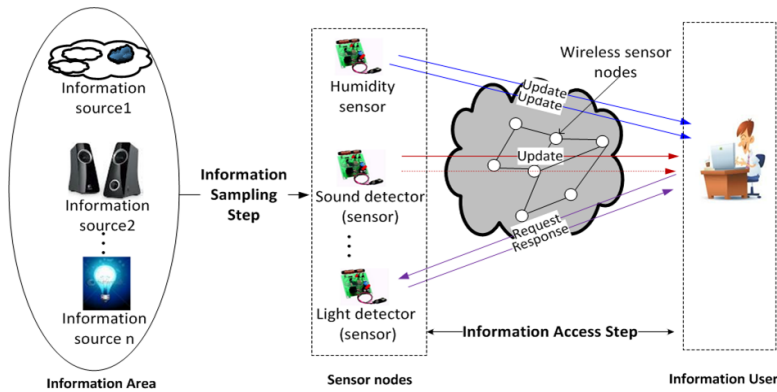 Information
source1
Information
source2
Information
source n
Information Area
Information
Sampling
Step
Humidity
sensor
Sound detector
(sensor)
Light detector
(sensor)
Sensor nodes
Wireless sensor
nodes
Update
Update
Update
Request
Response
Information Access Step
Information User